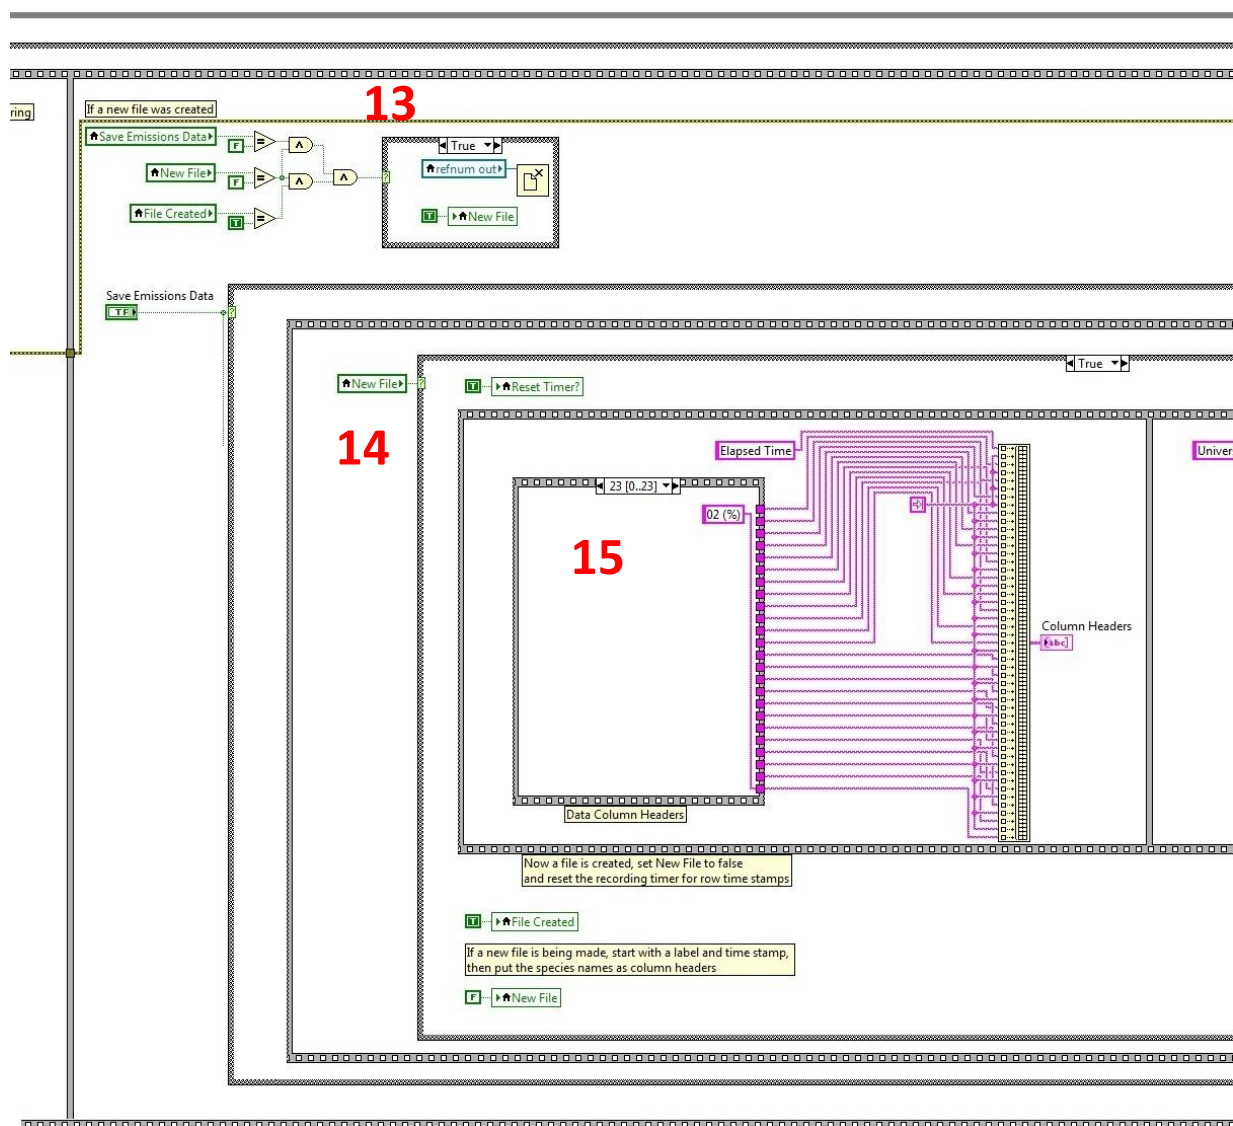 ring
If a new file was created
13
Save Emissions Data
F
True
refnum out
New File
F
File Created
T
T
New File
Save Emissions Data
TF
True
New File
T
Reset Timer?
14
Elapsed Time
Univer
23 [0..23]
02 (%)
15
Column Headers
abc
Data Column Headers
Now a file is created, set New File to false
and reset the recording timer for row time stamps
T
File Created
If a new file is being made, start with a label and time stamp,
then put the species names as column headers
F
New File